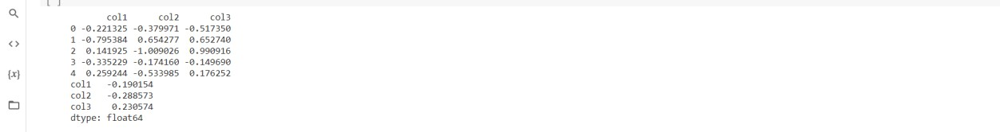 [ ]
col1 col2 col3
0 -0.221325 -0.379971 -0.517350
1 -0.795384 0.654277 0.652740
2 0.141925 -1.009026 0.990916
3 -0.335229 -0.174160 -0.149690
4 0.259244 -0.533985 0.176252
col1 -0.190154
col2 -0.288573
col3 0.230574
dtype: float64
{x}